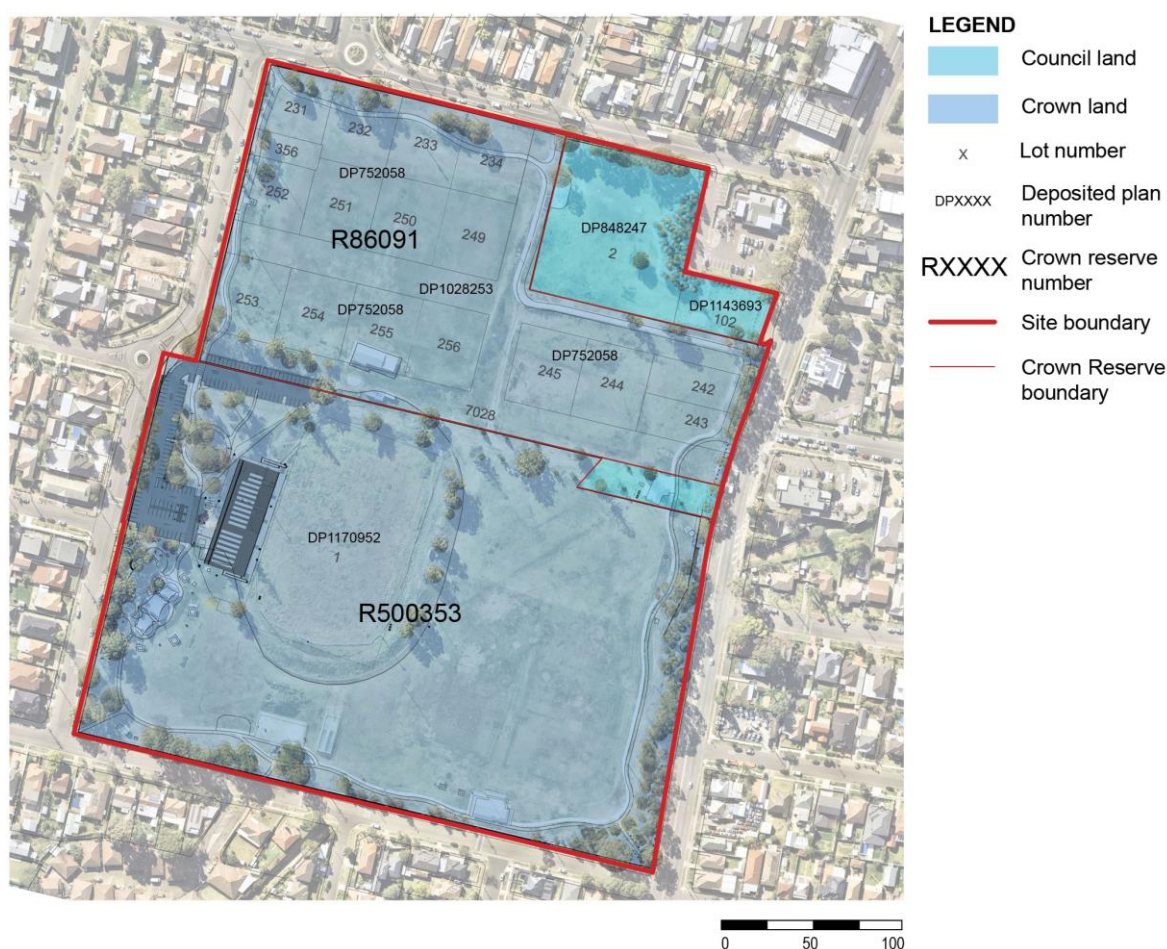 LEGEND
Council land
Crown land
x
Lot number
DPXXXX
Deposited plan
number
RXXXX
Crown reserve
number
Site boundary
Crown Reserve
boundary
231
232
233
234
356
DP752058
252
251
250
249
R86091
DP848247
2
DP1028253
DP1143693
102
253
254
DP752058
255
256
DP752058
245
244
242
243
7028
DP1170952
1
R500353
0
50
100